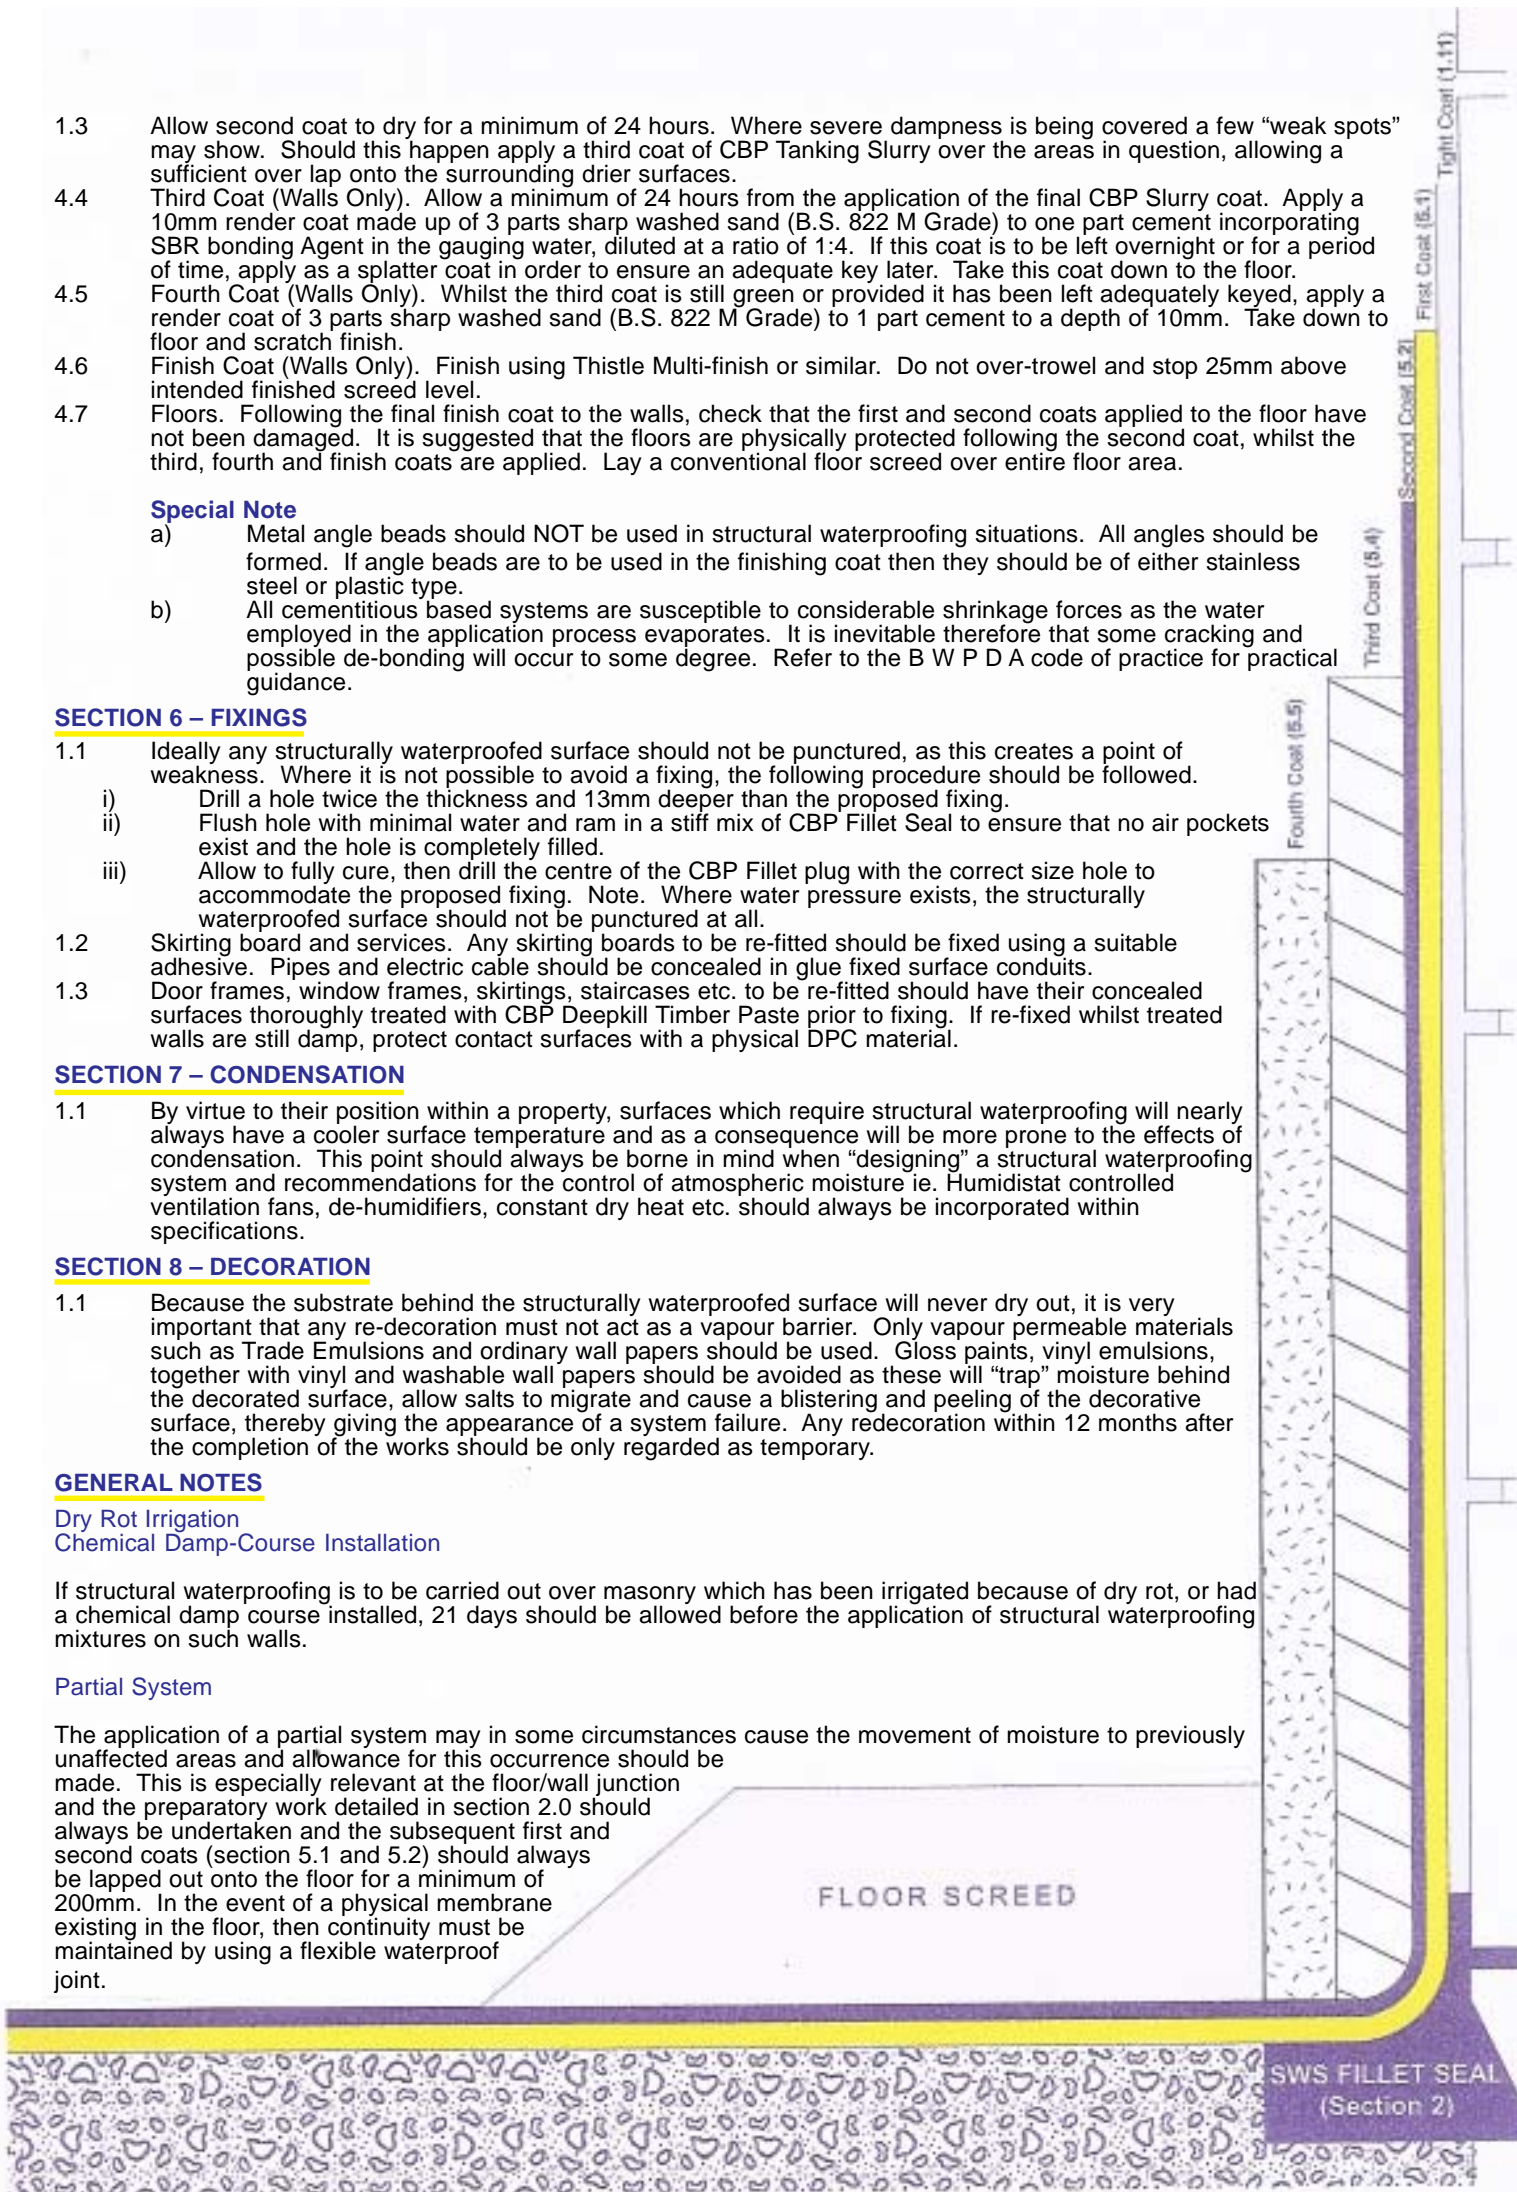 1.3 Allow second coat to dry for a minimum of 24 hours. Where severe dampness is being covered a few “weak spots”
may show. Should this happen apply a third coat of CBP Tanking Slurry over the areas in question, allowing a
sufficient over lap onto the surrounding drier surfaces.
4.4 Third Coat (Walls Only). Allow a minimum of 24 hours from the application of the final CBP Slurry coat. Apply a
10mm render coat made up of 3 parts sharp washed sand (B.S. 822 M Grade) to one part cement incorporating
SBR bonding Agent in the gauging water, diluted at a ratio of 1:4. If this coat is to be left overnight or for a period
of time, apply as a splatter coat in order to ensure an adequate key later. Take this coat down to the floor.
4.5 Fourth Coat (Walls Only). Whilst the third coat is still green or provided it has been left adequately keyed, apply a
render coat of 3 parts sharp washed sand (B.S. 822 M Grade) to 1 part cement to a depth of 10mm. Take down to
floor and scratch finish.
4.6 Finish Coat (Walls Only). Finish using Thistle Multi-finish or similar. Do not over-trowel and stop 25mm above
intended finished screed level.
4.7 Floors. Following the final finish coat to the walls, check that the first and second coats applied to the floor have
not been damaged. It is suggested that the floors are physically protected following the second coat, whilst the
third, fourth and finish coats are applied. Lay a conventional floor screed over entire floor area.
Special Note
a) Metal angle beads should NOT be used in structural waterproofing situations. All angles should be
formed. If angle beads are to be used in the finishing coat then they should be of either stainless
steel or plastic type.
b) All cementitious based systems are susceptible to considerable shrinkage forces as the water
employed in the application process evaporates. It is inevitable therefore that some cracking and
possible de-bonding will occur to some degree. Refer to the B W P D A code of practice for practical
guidance.
SECTION 6 – FIXINGS
1.1 Ideally any structurally waterproofed surface should not be punctured, as this creates a point of
weakness. Where it is not possible to avoid a fixing, the following procedure should be followed.
i) Drill a hole twice the thickness and 13mm deeper than the proposed fixing.
ii) Flush hole with minimal water and ram in a stiff mix of CBP Fillet Seal to ensure that no air pockets
exist and the hole is completely filled.
iii) Allow to fully cure, then drill the centre of the CBP Fillet plug with the correct size hole to
accommodate the proposed fixing. Note. Where water pressure exists, the structurally
waterproofed surface should not be punctured at all.
1.2 Skirting board and services. Any skirting boards to be re-fitted should be fixed using a suitable
adhesive. Pipes and electric cable should be concealed in glue fixed surface conduits.
1.3 Door frames, window frames, skirtings, staircases etc. to be re-fitted should have their concealed
surfaces thoroughly treated with CBP Deepkill Timber Paste prior to fixing. If re-fixed whilst treated
walls are still damp, protect contact surfaces with a physical DPC material.
SECTION 7 – CONDENSATION
1.1 By virtue to their position within a property, surfaces which require structural waterproofing will nearly
always have a cooler surface temperature and as a consequence will be more prone to the effects of
condensation. This point should always be borne in mind when “designing” a structural waterproofing
system and recommendations for the control of atmospheric moisture ie. Humidistat controlled
ventilation fans, de-humidifiers, constant dry heat etc. should always be incorporated within
specifications.
SECTION 8 – DECORATION
1.1 Because the substrate behind the structurally waterproofed surface will never dry out, it is very
important that any re-decoration must not act as a vapour barrier. Only vapour permeable materials
such as Trade Emulsions and ordinary wall papers should be used. Gloss paints, vinyl emulsions,
together with vinyl and washable wall papers should be avoided as these will “trap” moisture behind
the decorated surface, allow salts to migrate and cause a blistering and peeling of the decorative
surface, thereby giving the appearance of a system failure. Any redecoration within 12 months after
the completion of the works should be only regarded as temporary.
GENERAL NOTES
Dry Rot Irrigation
Chemical Damp-Course Installation
If structural waterproofing is to be carried out over masonry which has been irrigated because of dry rot, or had
a chemical damp course installed, 21 days should be allowed before the application of structural waterproofing
mixtures on such walls.
Partial System
The application of a partial system may in some circumstances cause the movement of moisture to previously
unaffected areas and allowance for this occurrence should be
made. This is especially relevant at the floor/wall junction
and the preparatory work detailed in section 2.0 should
always be undertaken and the subsequent first and
second coats (section 5.1 and 5.2) should always
be lapped out onto the floor for a minimum of
200mm. In the event of a physical membrane
existing in the floor, then continuity must be
maintained by using a flexible waterproof
joint.
Tight Coat (1.11)
First Coat (5.1)
Second Coat (5.2)
Third Coat (5.4)
Fourth Coat (5.5)
FLOOR SCREED
SWS FILLET SEAL
(Section 2)